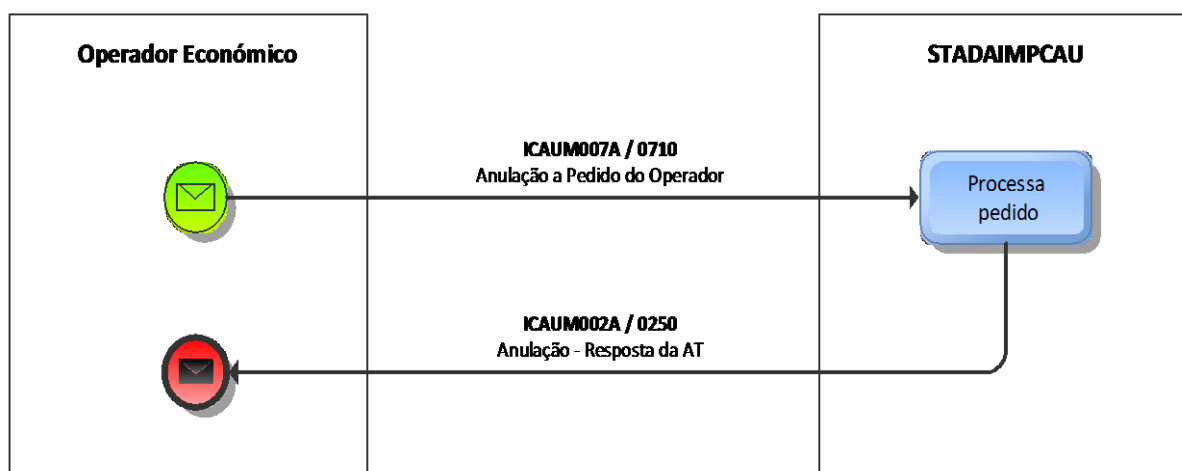 Operador Económico
STADAIMPCAU
ICAUM007A / 0710
Anulação a Pedido do Operador
Processa
pedido
ICAUM002A / 0250
Anulação - Resposta da AT